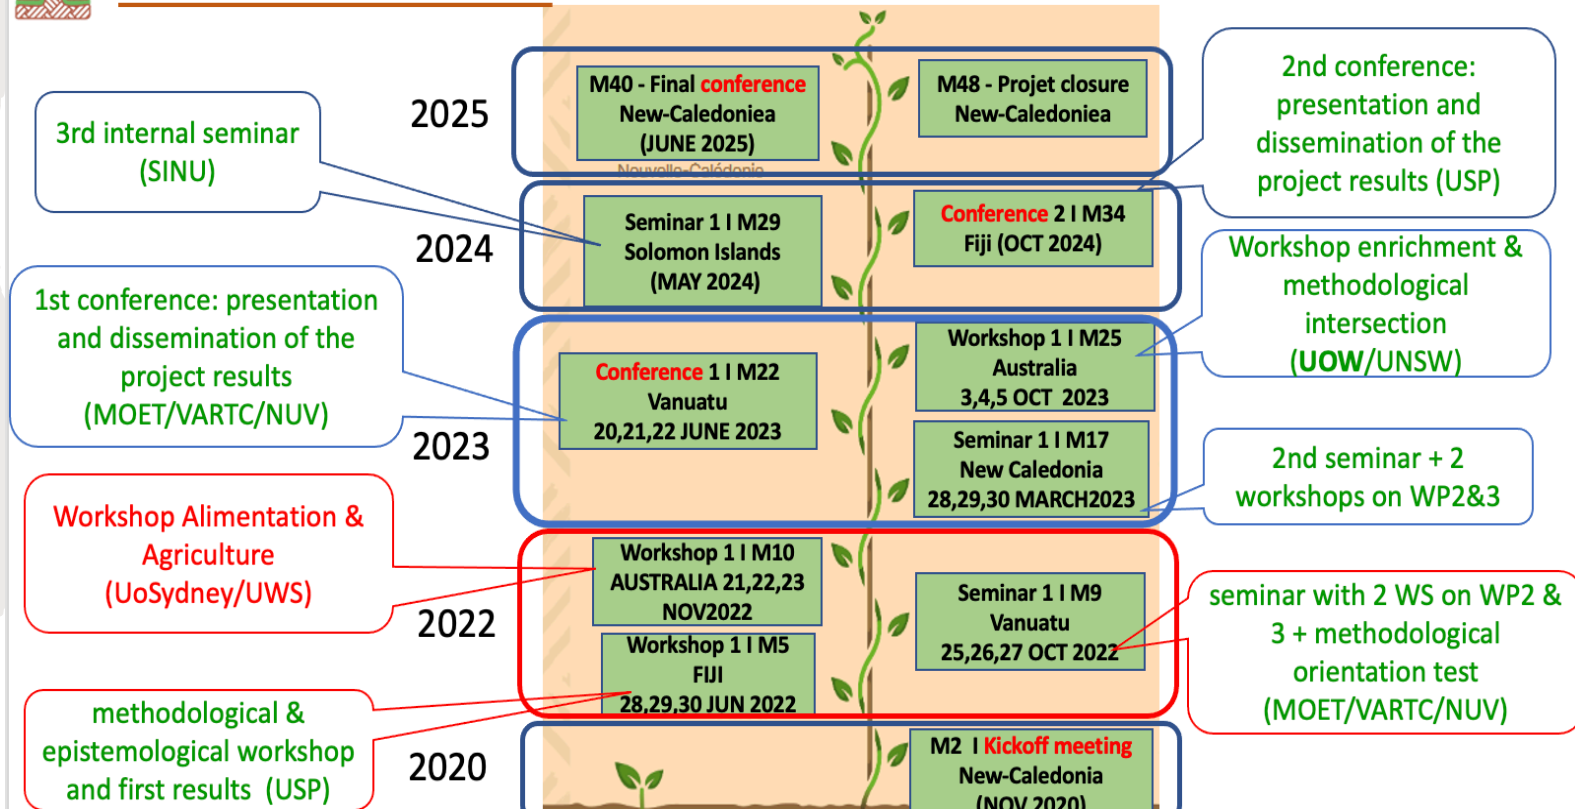 2025
M40 - Final conference
New-Caledoniea
(JUNE 2025)
Nouvelle-Calédonie
M48 - Projet closure
New-Caledoniea
2nd conference:
presentation and
dissemination of the
project results (USP)
3rd internal seminar
(SINU)
2024
Seminar 1 I M29
Solomon Islands
(MAY 2024)
Conference 2 I M34
Fiji (OCT 2024)
Workshop enrichment &
methodological
intersection
(UOW/UNSW)
1st conference: presentation
and dissemination of the
project results
(MOET/VARTC/NUV)
2023
Conference 1 I M22
Vanuatu
20,21,22 JUNE 2023
Workshop 1 I M25
Australia
3,4,5 OCT 2023
Seminar 1 I M17
New Caledonia
28,29,30 MARCH2023
2nd seminar + 2
workshops on WP2&3
Workshop Alimentation &
Agriculture
(UoSydney/UWS)
2022
Workshop 1 I M10
AUSTRALIA 21,22,23
NOV2022
Workshop 1 I M5
FIJI
28,29,30 JUN 2022
Seminar 1 I M9
Vanuatu
25,26,27 OCT 2022
seminar with 2 WS on WP2 &
3 + methodological
orientation test
(MOET/VARTC/NUV)
methodological &
epistemological workshop
and first results (USP)
2020
M2 I Kickoff meeting
New-Caledonia
(NOV 2020)